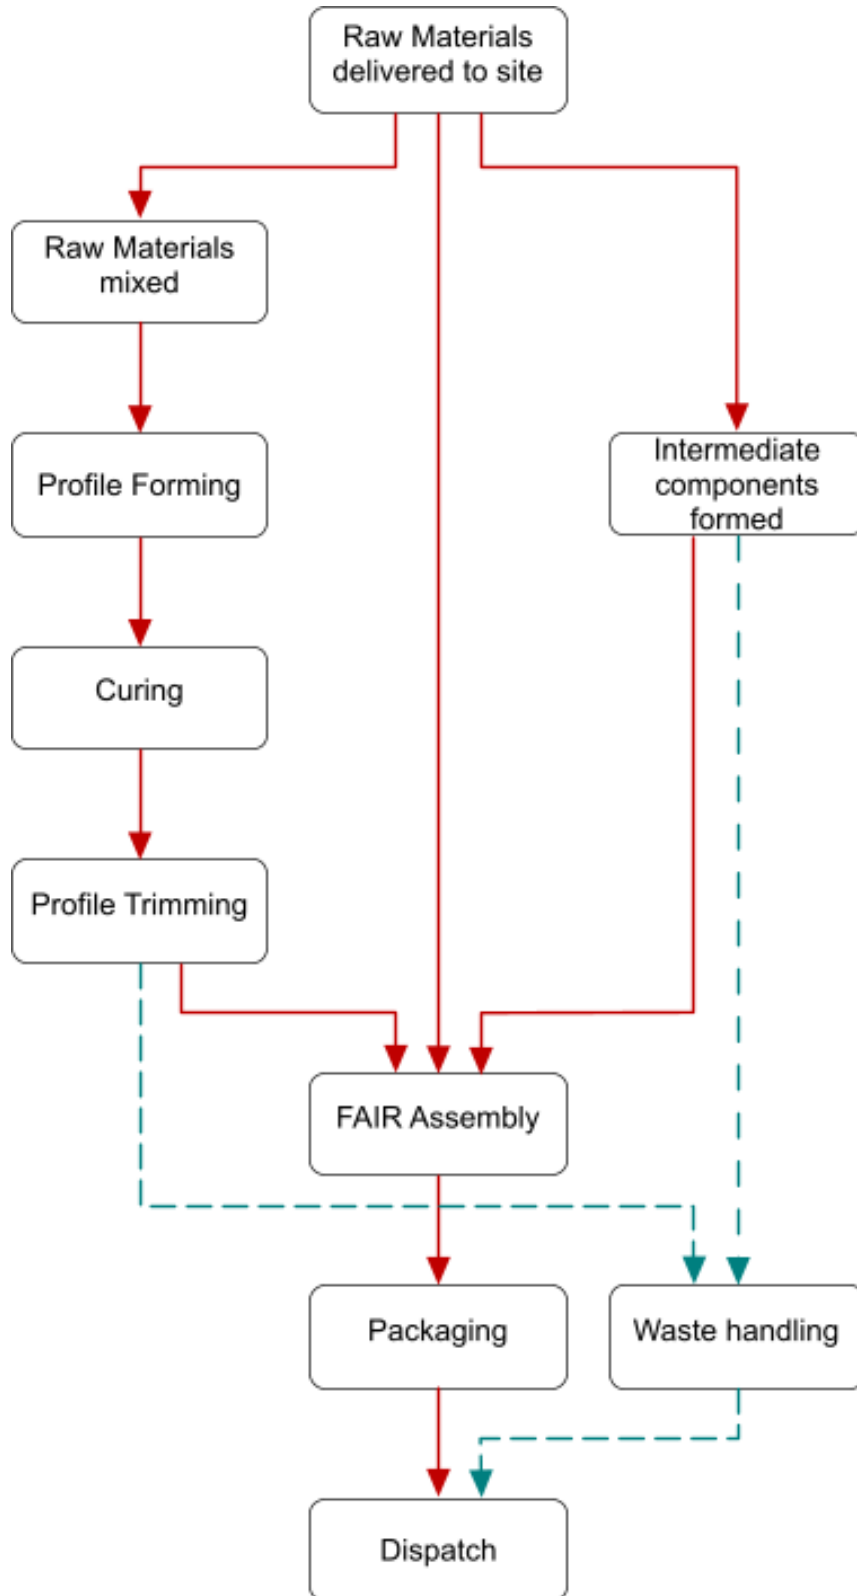 Raw Materials
delivered to site
Raw Materials
mixed
Profile Forming
Intermediate
components
formed
Curing
Profile Trimming
FAIR Assembly
Packaging
Waste handling
Dispatch